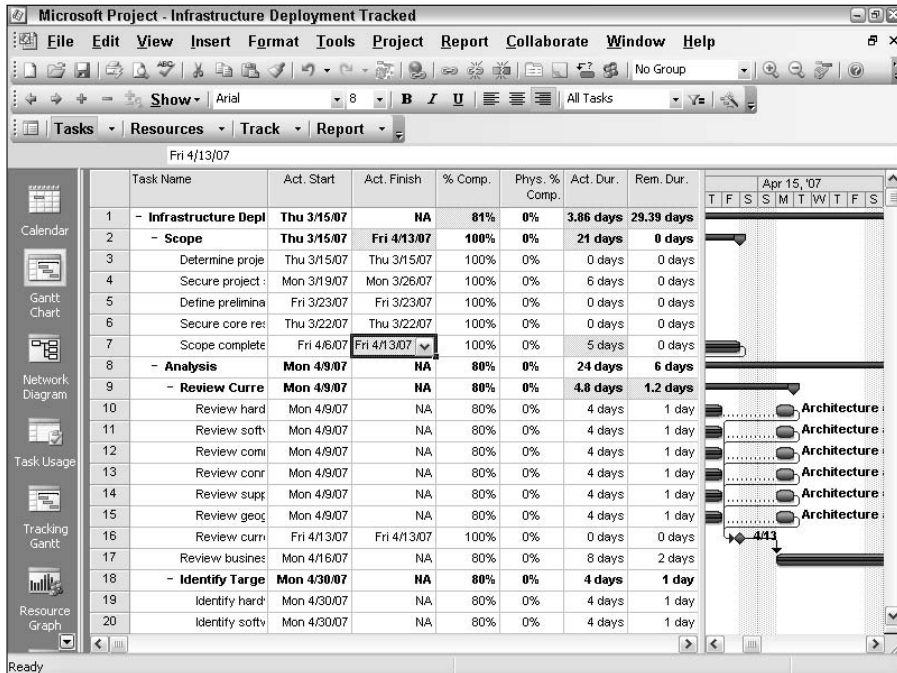 Microsoft Project - Infrastructure Deployment Tracked
File Edit View Insert Format Tools Project Report Collaborate Window Help
No Group
Show Arial 8 B I U All Tasks
Tasks Resources Track Report
Fri 4/13/07
Calendar
Gantt Chart
Network Diagram
Task Usage
Tracking Gantt
Resource Graph
Task Name Act. Start Act. Finish % Comp. Phys. % Comp. Act. Dur. Rem. Dur. Apr 15, '07
T F S S M T W T F S
1 - Infrastructure Depl Thu 3/15/07 NA 81% 0% 3.86 days 29.39 days
2 - Scope Thu 3/15/07 Fri 4/13/07 100% 0% 21 days 0 days
3 Determine proje Thu 3/15/07 Thu 3/15/07 100% 0% 0 days 0 days
4 Secure project Mon 3/19/07 Mon 3/26/07 100% 0% 6 days 0 days
5 Define prelimina Fri 3/23/07 Fri 3/23/07 100% 0% 0 days 0 days
6 Secure core res Thu 3/22/07 Thu 3/22/07 100% 0% 0 days 0 days
7 Scope complete Fri 4/6/07 Fri 4/13/07 100% 0% 5 days 0 days
8 - Analysis Mon 4/9/07 NA 80% 0% 24 days 6 days
9 - Review Curre Mon 4/9/07 NA 80% 0% 4.8 days 1.2 days
10 Review hard Mon 4/9/07 NA 80% 0% 4 days 1 day Architecture
11 Review softw Mon 4/9/07 NA 80% 0% 4 days 1 day Architecture
12 Review com Mon 4/9/07 NA 80% 0% 4 days 1 day Architecture
13 Review conr Mon 4/9/07 NA 80% 0% 4 days 1 day Architecture
14 Review supp Mon 4/9/07 NA 80% 0% 4 days 1 day Architecture
15 Review geog Mon 4/9/07 NA 80% 0% 4 days 1 day Architecture
16 Review curr Fri 4/13/07 Fri 4/13/07 100% 0% 0 days 0 days 4/13
17 Review busines Mon 4/16/07 NA 80% 0% 8 days 2 days
18 - Identify Targe Mon 4/30/07 NA 80% 0% 4 days 1 day
19 Identify hard Mon 4/30/07 NA 80% 0% 4 days 1 day
20 Identify softw Mon 4/30/07 NA 80% 0% 4 days 1 day
Ready